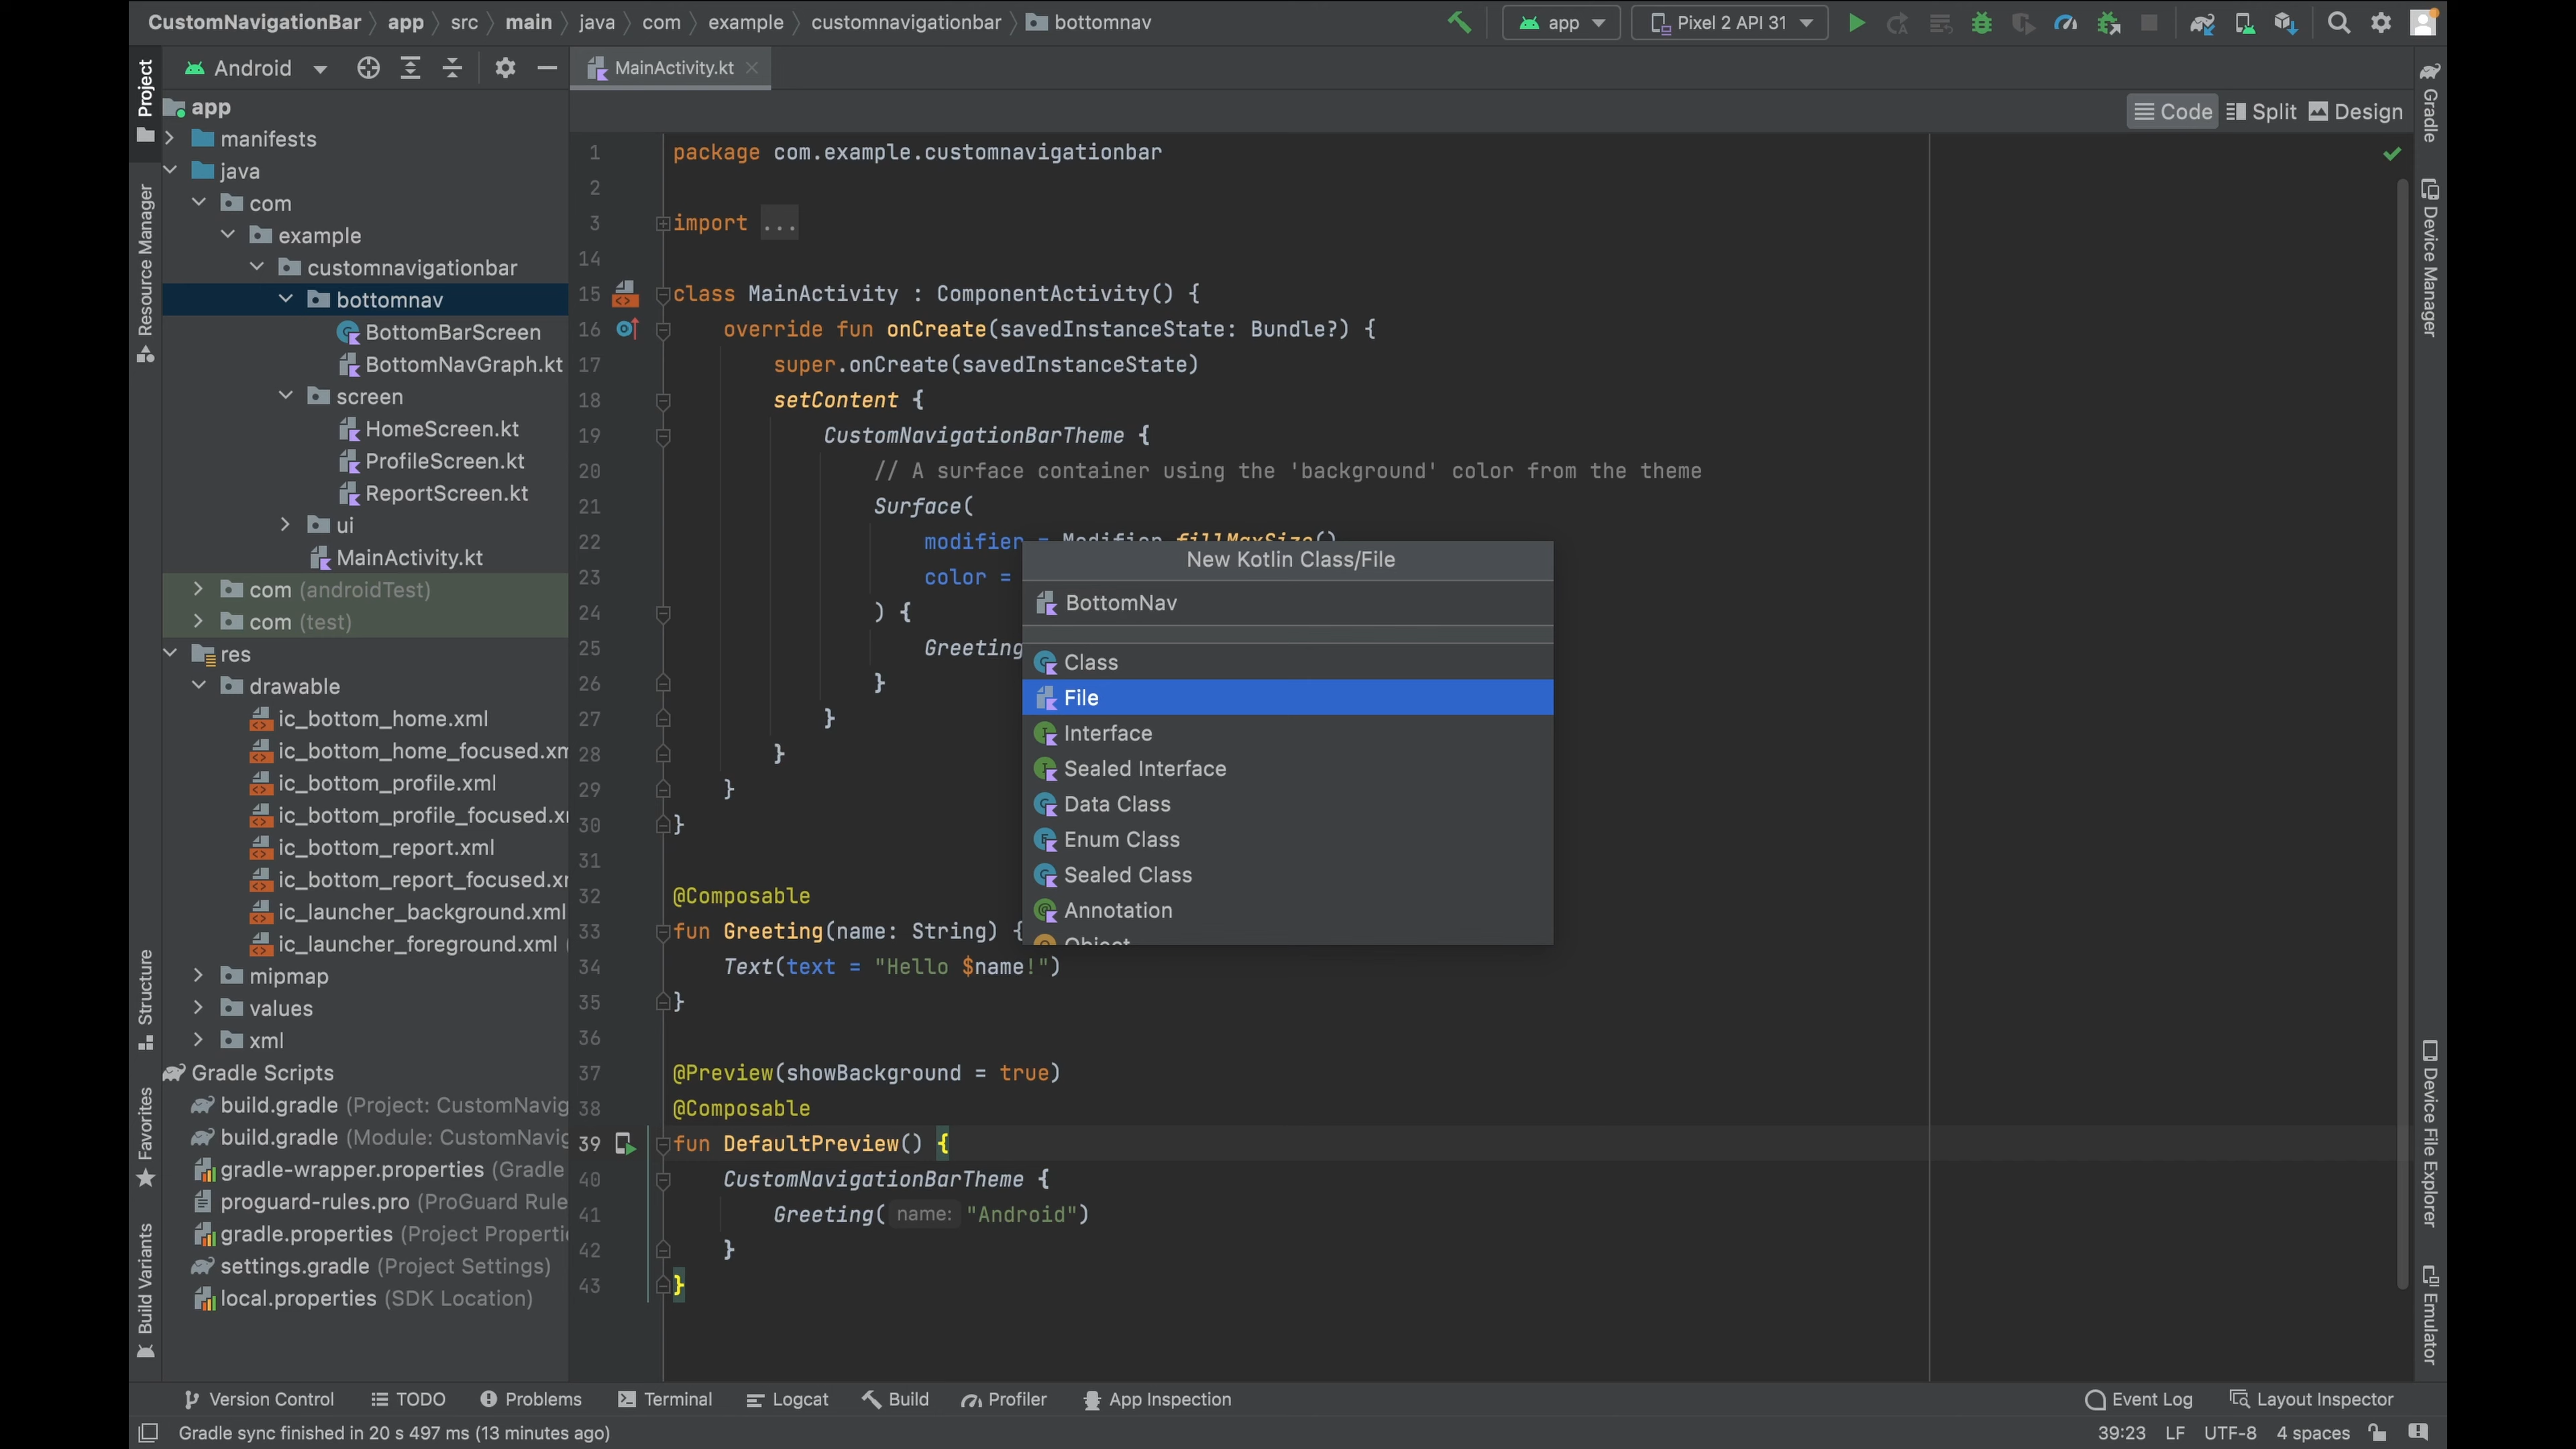 CustomNavigationBar app src main java com example customnavigationbar bottomnav
app Pixel 2 API 31
Android
MainActivity.kt
Code Split Design
Project
Resource Manager
Structure
Favorites
Build Variants
app
manifests
java
com
example
customnavigationbar
bottomnav
BottomBarScreen
BottomNavGraph.kt
screen
HomeScreen.kt
ProfileScreen.kt
ReportScreen.kt
ui
MainActivity.kt
com (androidTest)
com (test)
res
drawable
ic_bottom_home.xml
ic_bottom_home_focused.xm
ic_bottom_profile.xml
ic_bottom_profile_focused.x
ic_bottom_report.xml
ic_bottom_report_focused.x
ic_launcher_background.xml
ic_launcher_foreground.xml (
mipmap
values
xml
Gradle Scripts
build.gradle (Project: CustomNavig
build.gradle (Module: CustomNavig
gradle-wrapper.properties (Gradle
proguard-rules.pro (ProGuard Rule
gradle.properties (Project Properti
settings.gradle (Project Settings)
local.properties (SDK Location)
1 package com.example.customnavigationbar
2
3 import ...
14
15 class MainActivity : ComponentActivity() {
16 override fun onCreate(savedInstanceState: Bundle?) {
17 super.onCreate(savedInstanceState)
18 setContent {
19 CustomNavigationBarTheme {
20 // A surface container using the 'background' color from the theme
21 Surface(
22 modifier = Modifier.fillMaxSize()
23 color =
24 ) {
25 Greeting
26 }
27 }
28 }
29 }
30 }
31
32 @Composable
33 fun Greeting(name: String) {
34 Text(text = "Hello $name!")
35 }
36
37 @Preview(showBackground = true)
38 @Composable
39 fun DefaultPreview() {
40 CustomNavigationBarTheme {
41 Greeting( name: "Android")
42 }
43 }
New Kotlin Class/File
BottomNav
Class
File
Interface
Sealed Interface
Data Class
Enum Class
Sealed Class
Annotation
Object
Gradle
Device Manager
Device File Explorer
Emulator
Version Control TODO Problems Terminal Logcat Build Profiler App Inspection Event Log Layout Inspector
Gradle sync finished in 20 s 497 ms (13 minutes ago) 39:23 LF UTF-8 4 spaces